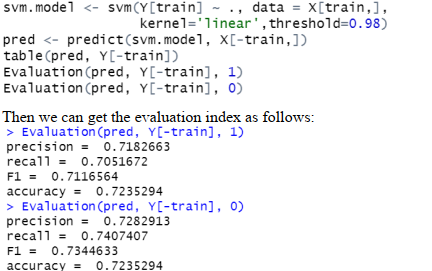 svm.model <- svm(Y[train] ~ ., data = X[train,],
kernel='linear',threshold=0.98)
pred <- predict(svm.model, X[-train,])
table(pred, Y[-train])
Evaluation(pred, Y[-train], 1)
Evaluation(pred, Y[-train], 0)
Then we can get the evaluation index as follows:
> Evaluation(pred, Y[-train], 1)
precision = 0.7182663
recall = 0.7051672
F1 = 0.7116564
accuracy = 0.7235294
> Evaluation(pred, Y[-train], 0)
precision = 0.7282913
recall = 0.7407407
F1 = 0.7344633
accuracy = 0.7235294